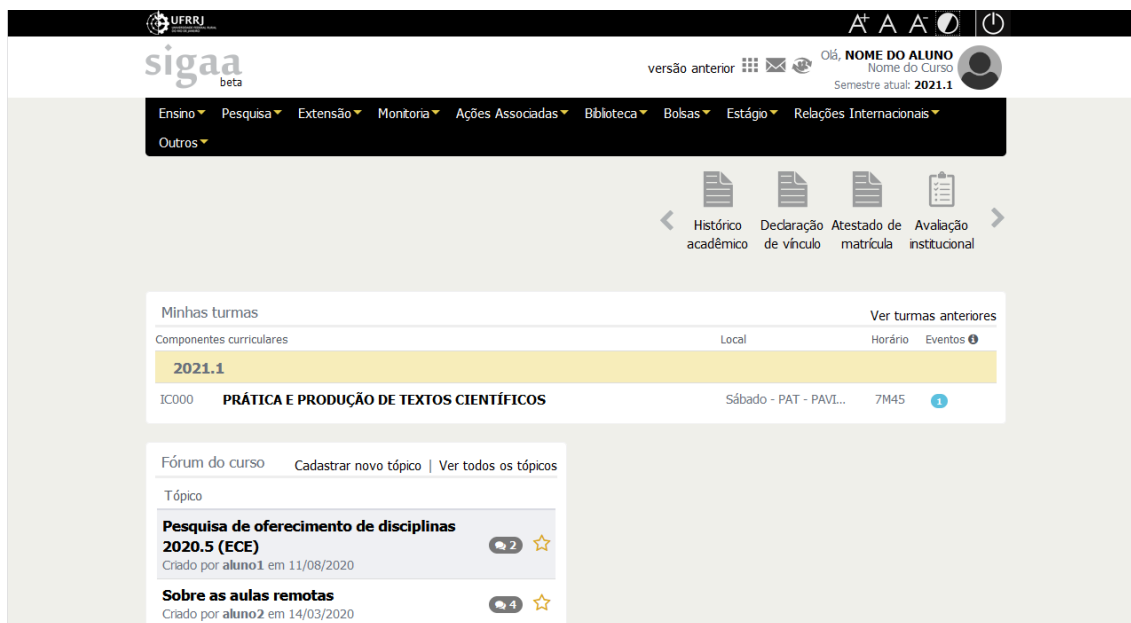 UFRRJ
A+ A A-
sigaa
beta
versão anterior
Olá, NOME DO ALUNO
Nome do Curso
Semestre atual: 2021.1
Ensino Pesquisa Extensão Monitoria Ações Associadas Biblioteca Bolsas Estágio Relações Internacionais
Outros
Histórico acadêmico
Declaração de vínculo
Atestado de matrícula
Avaliação institucional
Minhas turmas
Ver turmas anteriores
Componentes curriculares Local Horário Eventos
2021.1
IC000 PRÁTICA E PRODUÇÃO DE TEXTOS CIENTÍFICOS Sábado - PAT - PAVI... 7M45 1
Fórum do curso Cadastrar novo tópico | Ver todos os tópicos
Tópico
Pesquisa de oferecimento de disciplinas
2020.5 (ECE)
2
Criado por aluno1 em 11/08/2020
Sobre as aulas remotas
4
Criado por aluno2 em 14/03/2020